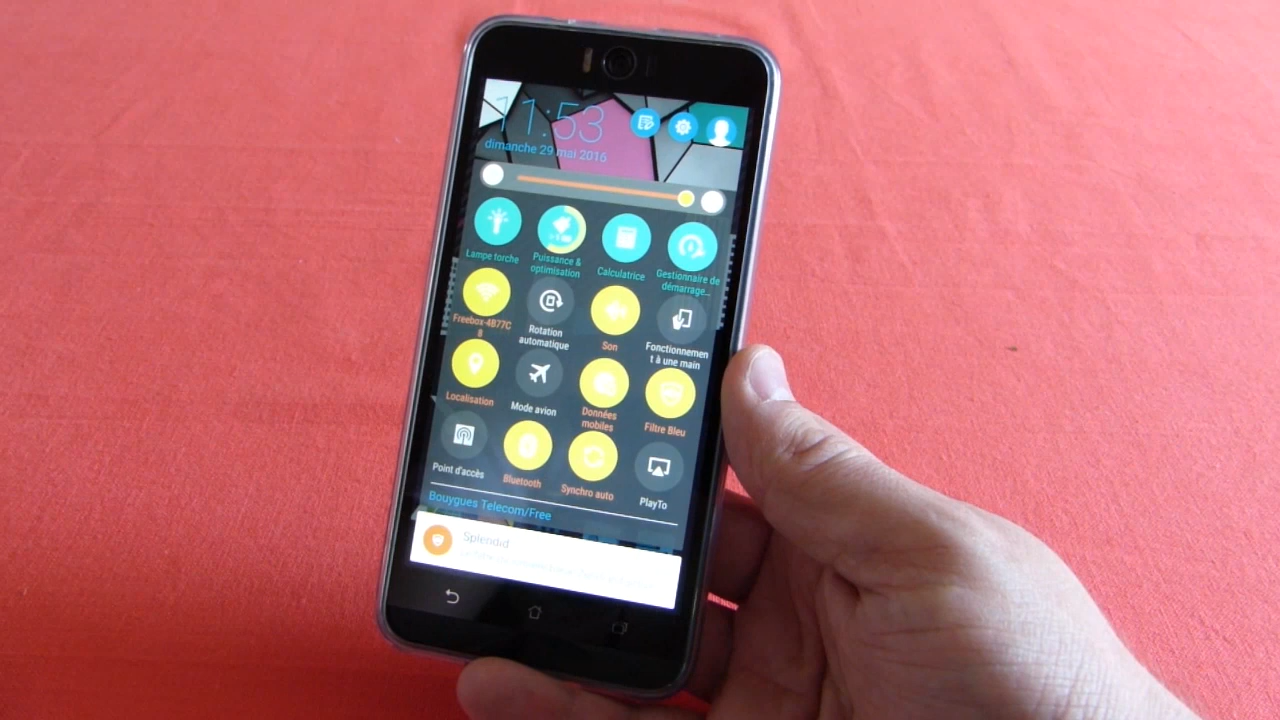 11:53
dimanche 29 mai 2016
Lampe torche
Puissance &
optimisation
Calculatrice
Gestionnaire de
démarrage...
Freebox-4B77C
8
Rotation
automatique
Son
Fonctionnemen
t à une main
Localisation
Mode avion
Données
mobiles
Filtre Bleu
Point d'accès
Bluetooth
Synchro auto
PlayTo
Bouygues Telecom/Free
Splendid